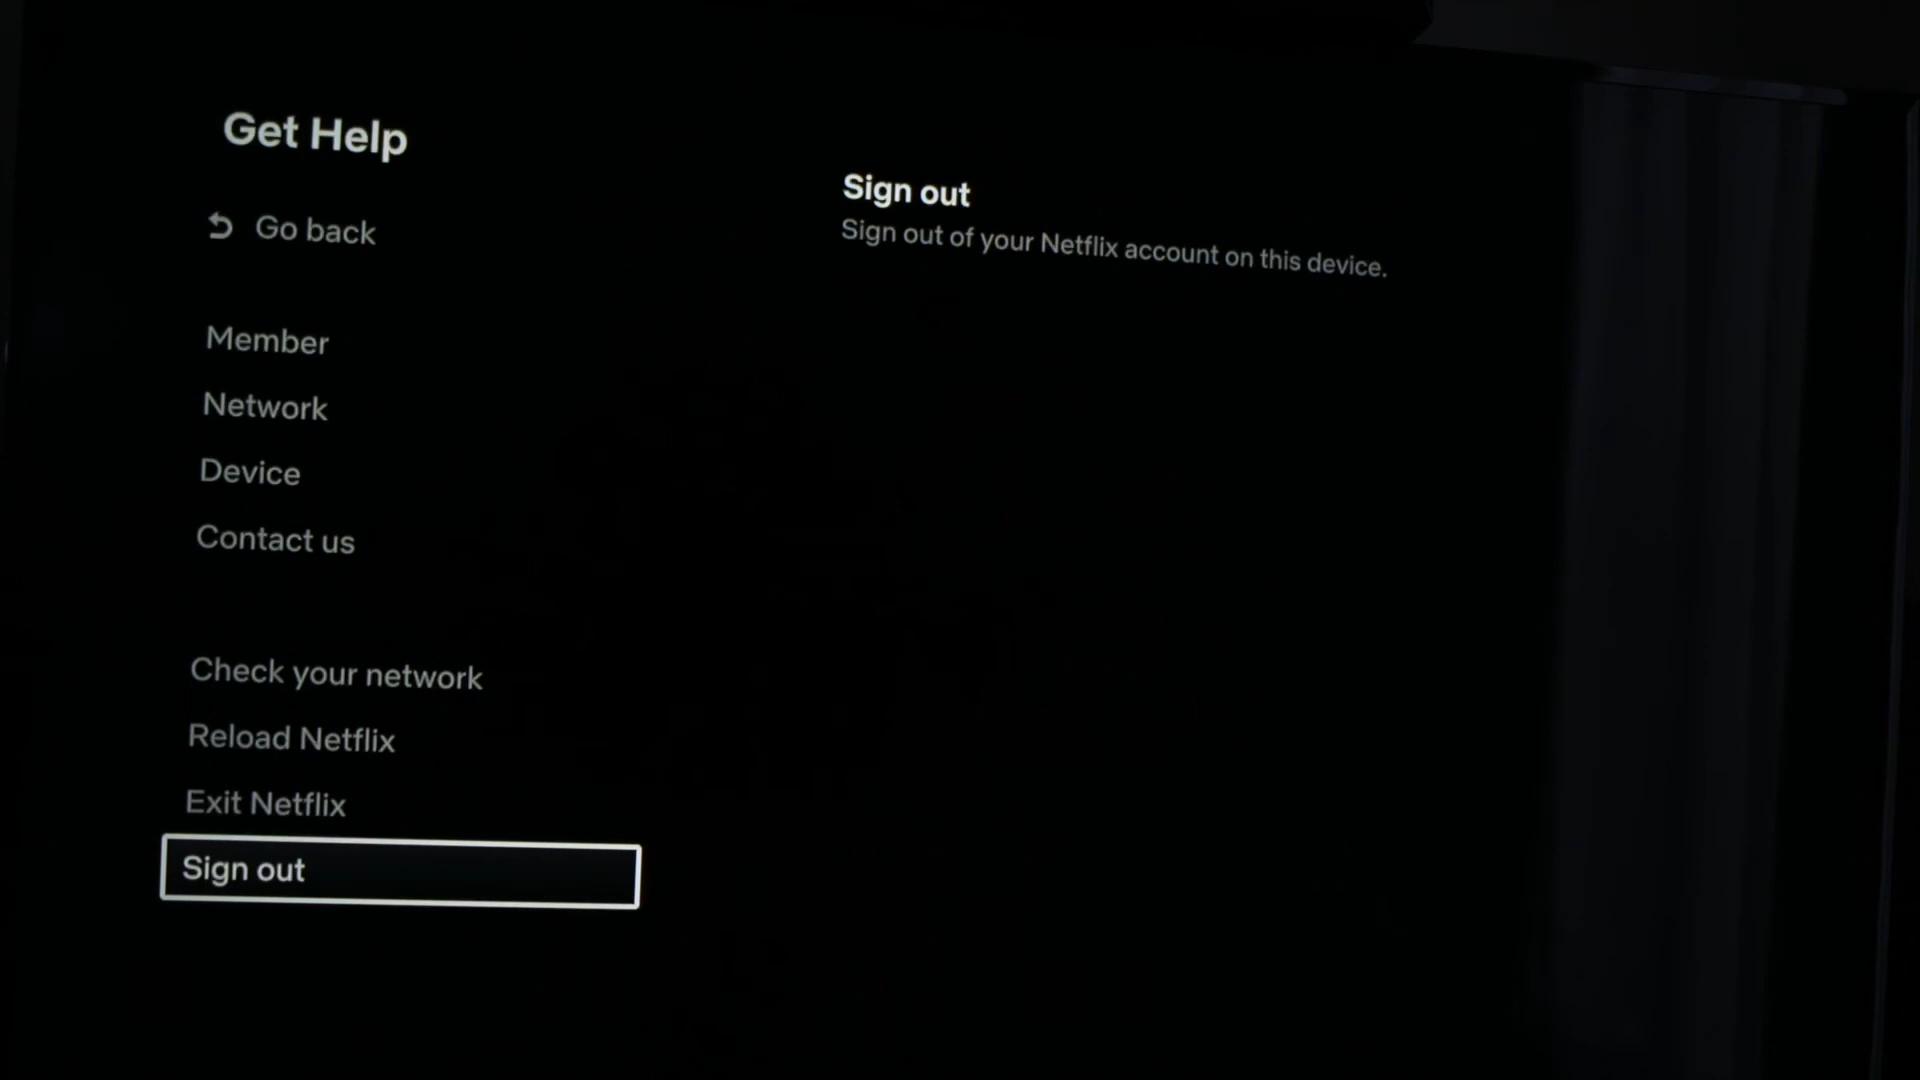 Get Help
Go back
Member
Network
Device
Contact us
Check your network
Reload Netflix
Exit Netflix
Sign out
Sign out
Sign out of your Netflix account on this device.